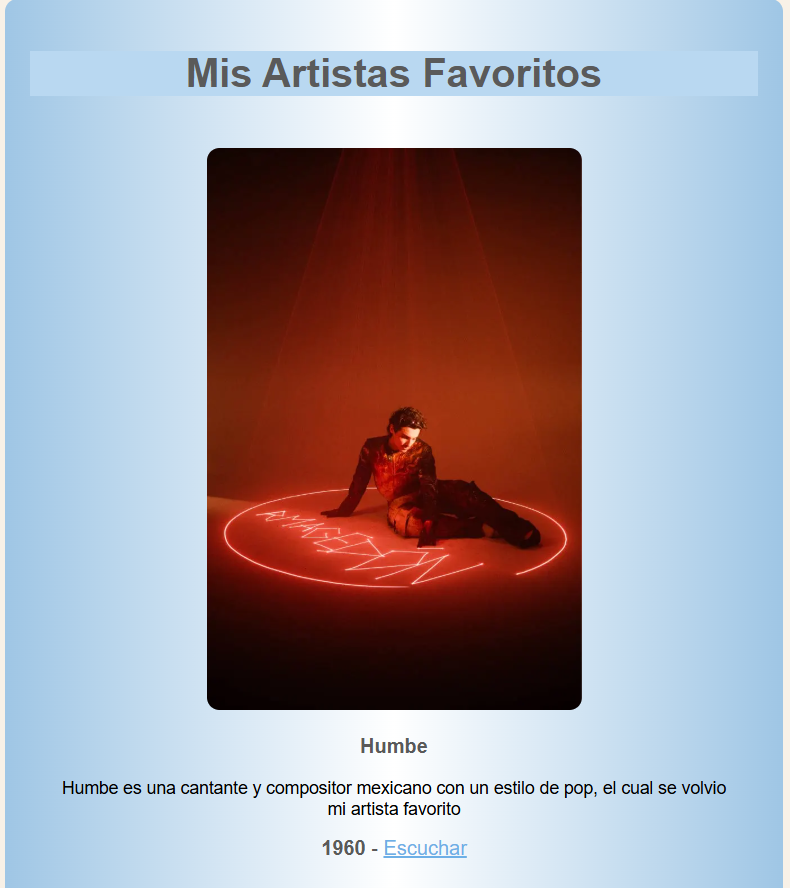 Mis Artistas Favoritos
ARMAGEDÓN
Humbe
Humbe es una cantante y compositor mexicano con un estilo de pop, el cual se volvio
mi artista favorito
1960 - Escuchar